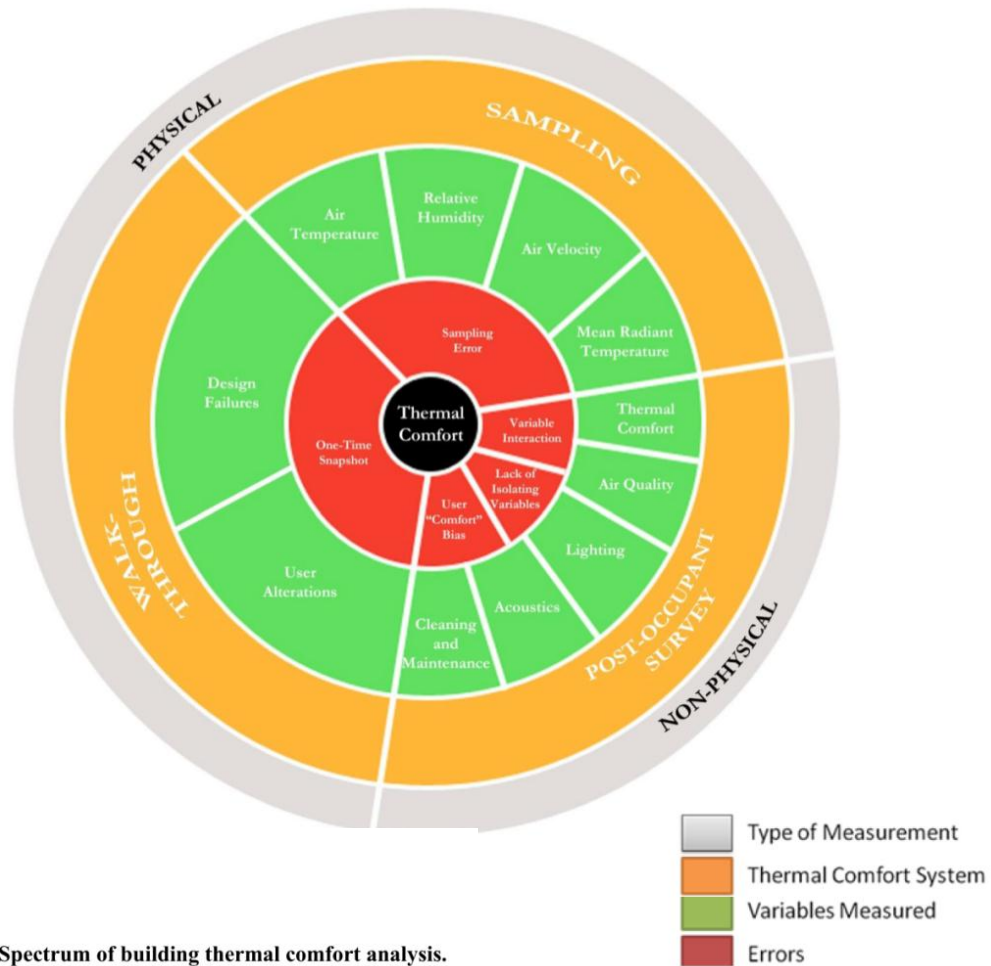 PHYSICAL
SAMPLING
Air
Temperature
Relative
Humidity
Air Velocity
Mean Radiant
Temperature
Sampling
Error
Design
Failures
Thermal
Comfort
One-Time
Snapshot
Variable
Interaction
Lack of
Isolating
Variables
User
“Comfort”
Bias
Thermal
Comfort
Air Quality
Lighting
Acoustics
Cleaning
and
Maintenance
User
Alterations
WALK-
THROUGH
POST-OCCUPANT
SURVEY
NON-PHYSICAL
Type of Measurement
Thermal Comfort System
Variables Measured
Errors
Spectrum of building thermal comfort analysis.